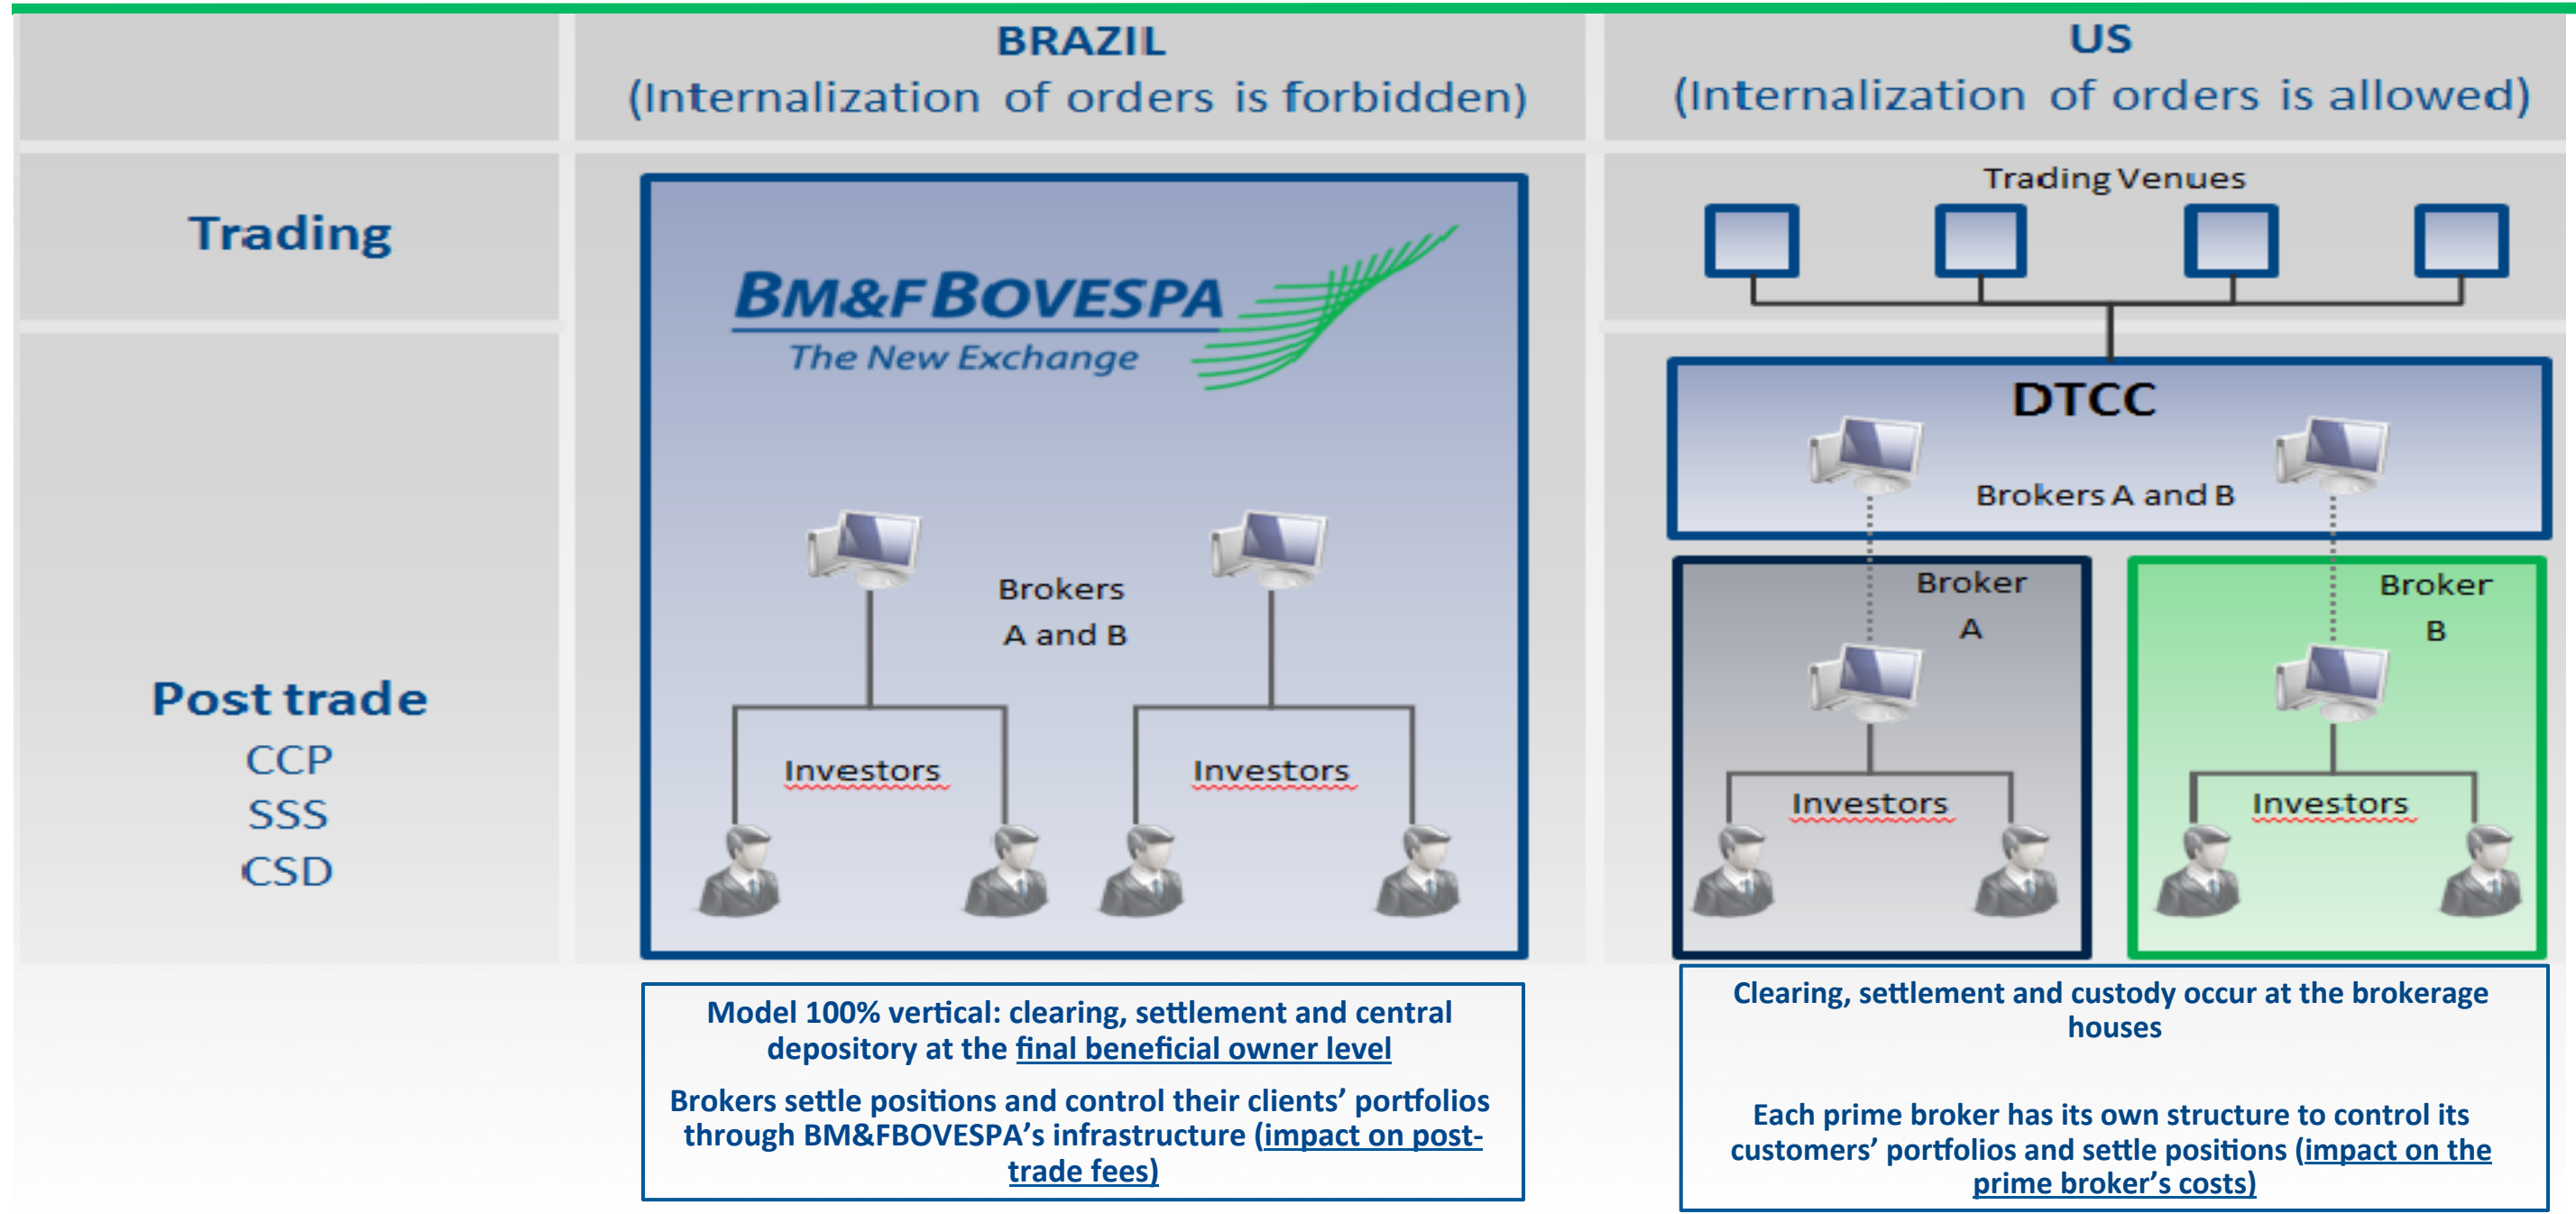 BRAZIL
(Internalization of orders is forbidden)
US
(Internalization of orders is allowed)
Trading
BM&FBOVESPA
The New Exchange
Trading Venues
DTCC
Brokers A and B
Brokers
A and B
Investors
Investors
Broker
A
Investors
Broker
B
Investors
Post trade
CCP
SSS
CSD
Model 100% vertical: clearing, settlement and central
depository at the final beneficial owner level
Brokers settle positions and control their clients’ portfolios
through BM&FBOVESPA’s infrastructure (impact on post-
trade fees)
Clearing, settlement and custody occur at the brokerage
houses
Each prime broker has its own structure to control its
customers’ portfolios and settle positions (impact on the
prime broker’s costs)